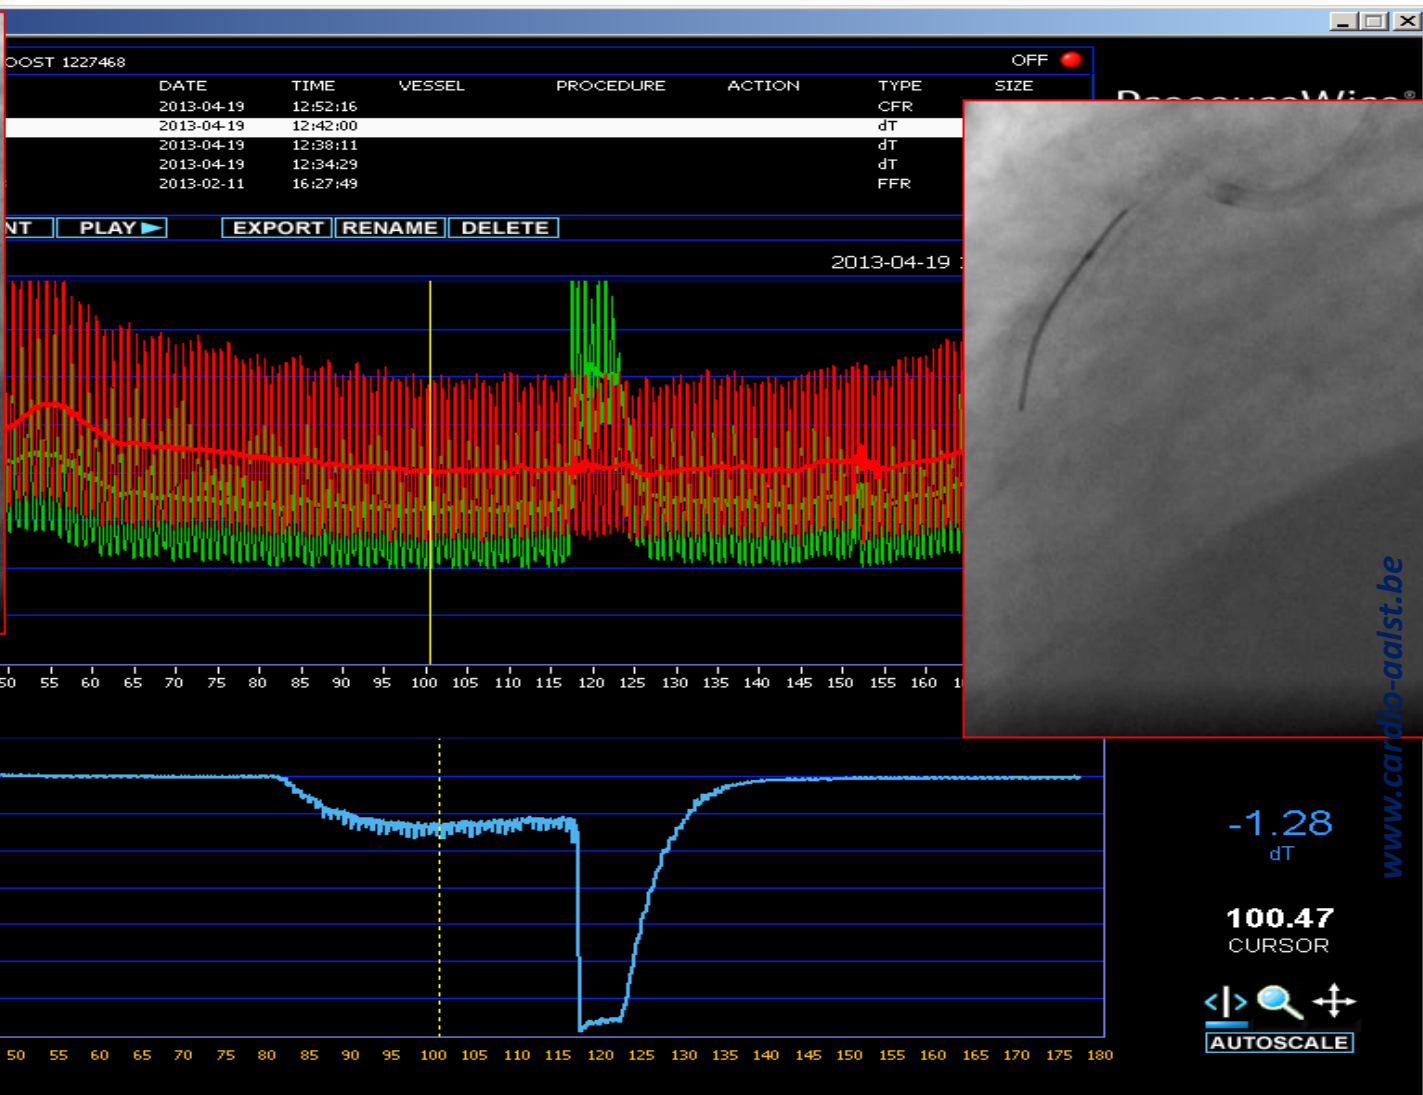 OOST 1227468 OFF
DATE TIME VESSEL PROCEDURE ACTION TYPE SIZE
2013-04-19 12:52:16 CFR
2013-04-19 12:42:00 dT
2013-04-19 12:38:11 dT
2013-04-19 12:34:29 dT
2013-02-11 16:27:49 FFR
NT PLAY EXPORT RENAME DELETE
2013-04-19
50 55 60 65 70 75 80 85 90 95 100 105 110 115 120 125 130 135 140 145 150 155 160
-1.28
dT
100.47
CURSOR
AUTOSCALE
50 55 60 65 70 75 80 85 90 95 100 105 110 115 120 125 130 135 140 145 150 155 160 165 170 175 180
www.cardio-aalst.be